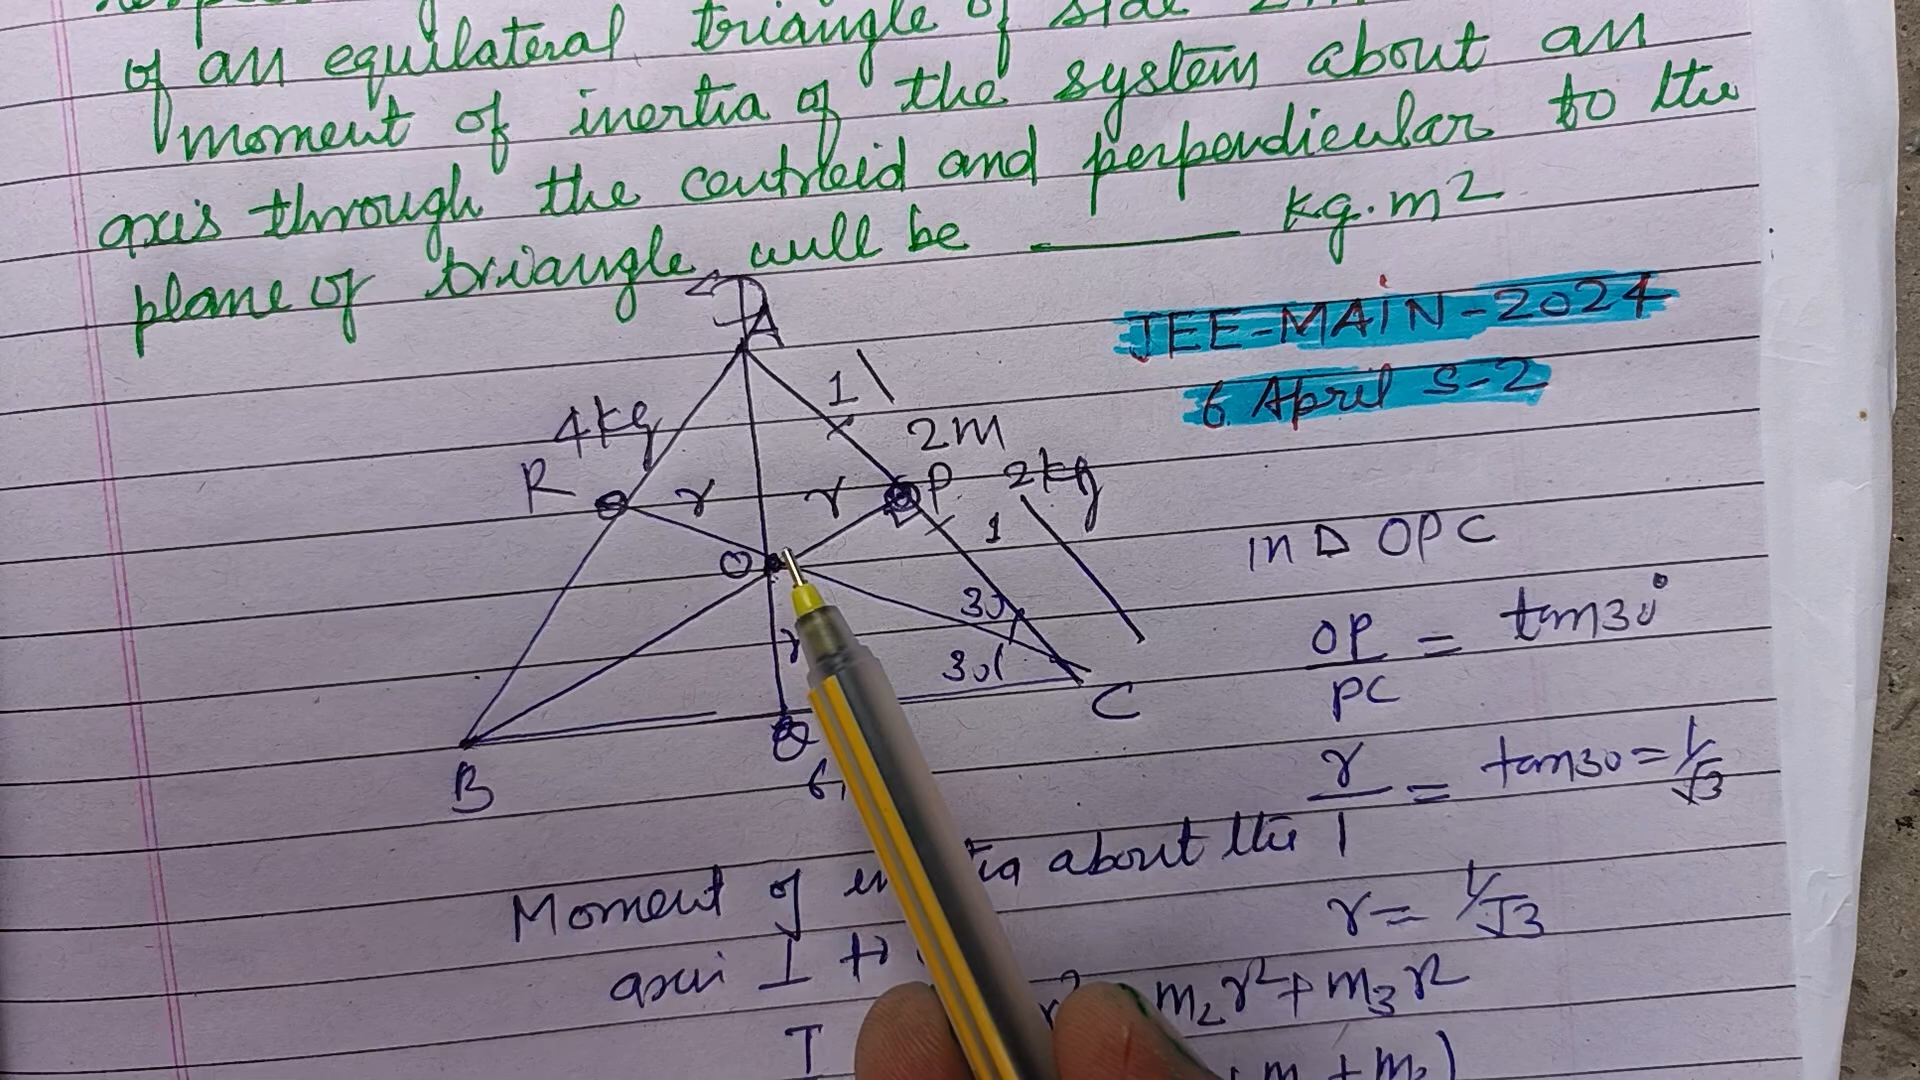 of an equilateral triangle of side 2m
moment of inertia of the system about an
axis through the centroid and perpendicular to the
plane of triangle, will be ______ kg.m2
JEE-MAIN-2024
6 April S-2
A
1
4kg
2m
R
r
r
P
2kg
1
O
30
30
r
C
B
Q
6
in Δ OPC
OP/PC = tan30°
r/1 = tan30 = 1/√3
r = 1/√3
Moment of about the
axis I
m2r2 + m3r2
I